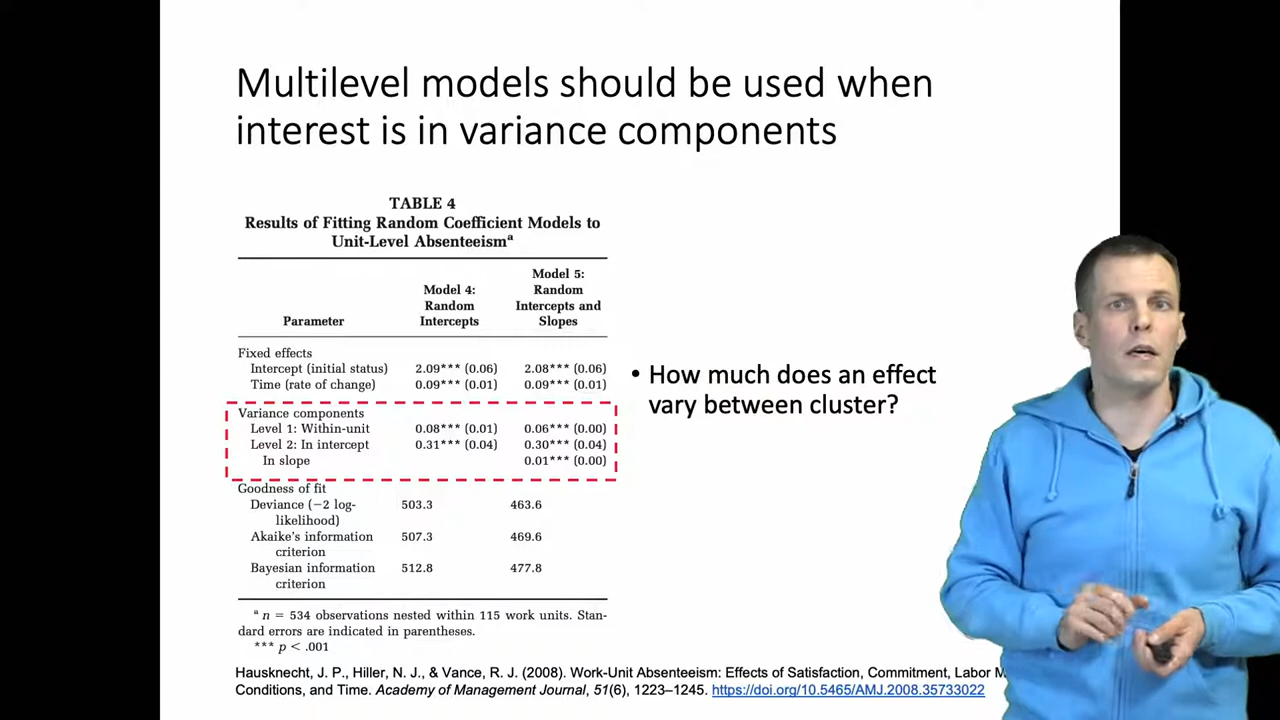 Multilevel models should be used when
interest is in variance components
TABLE 4
Results of Fitting Random Coefficient Models to
Unit-Level Absenteeismᵃ
Model 5:
Model 4: Random
Random Intercepts and
Parameter Intercepts Slopes
Fixed effects
Intercept (initial status) 2.09*** (0.06) 2.08*** (0.06)
Time (rate of change) 0.09*** (0.01) 0.09*** (0.01)
Variance components
Level 1: Within-unit 0.08*** (0.01) 0.06*** (0.00)
Level 2: In intercept 0.31*** (0.04) 0.30*** (0.04)
In slope 0.01*** (0.00)
Goodness of fit
Deviance (−2 log-
likelihood) 503.3 463.6
Akaike's information
criterion 507.3 469.6
Bayesian information
criterion 512.8 477.8
ᵃ n = 534 observations nested within 115 work units. Stan-
dard errors are indicated in parentheses.
*** p < .001
• How much does an effect
vary between cluster?
Hausknecht, J. P., Hiller, N. J., & Vance, R. J. (2008). Work-Unit Absenteeism: Effects of Satisfaction, Commitment, Labor
Conditions, and Time. Academy of Management Journal, 51(6), 1223–1245. https://doi.org/10.5465/AMJ.2008.35733022